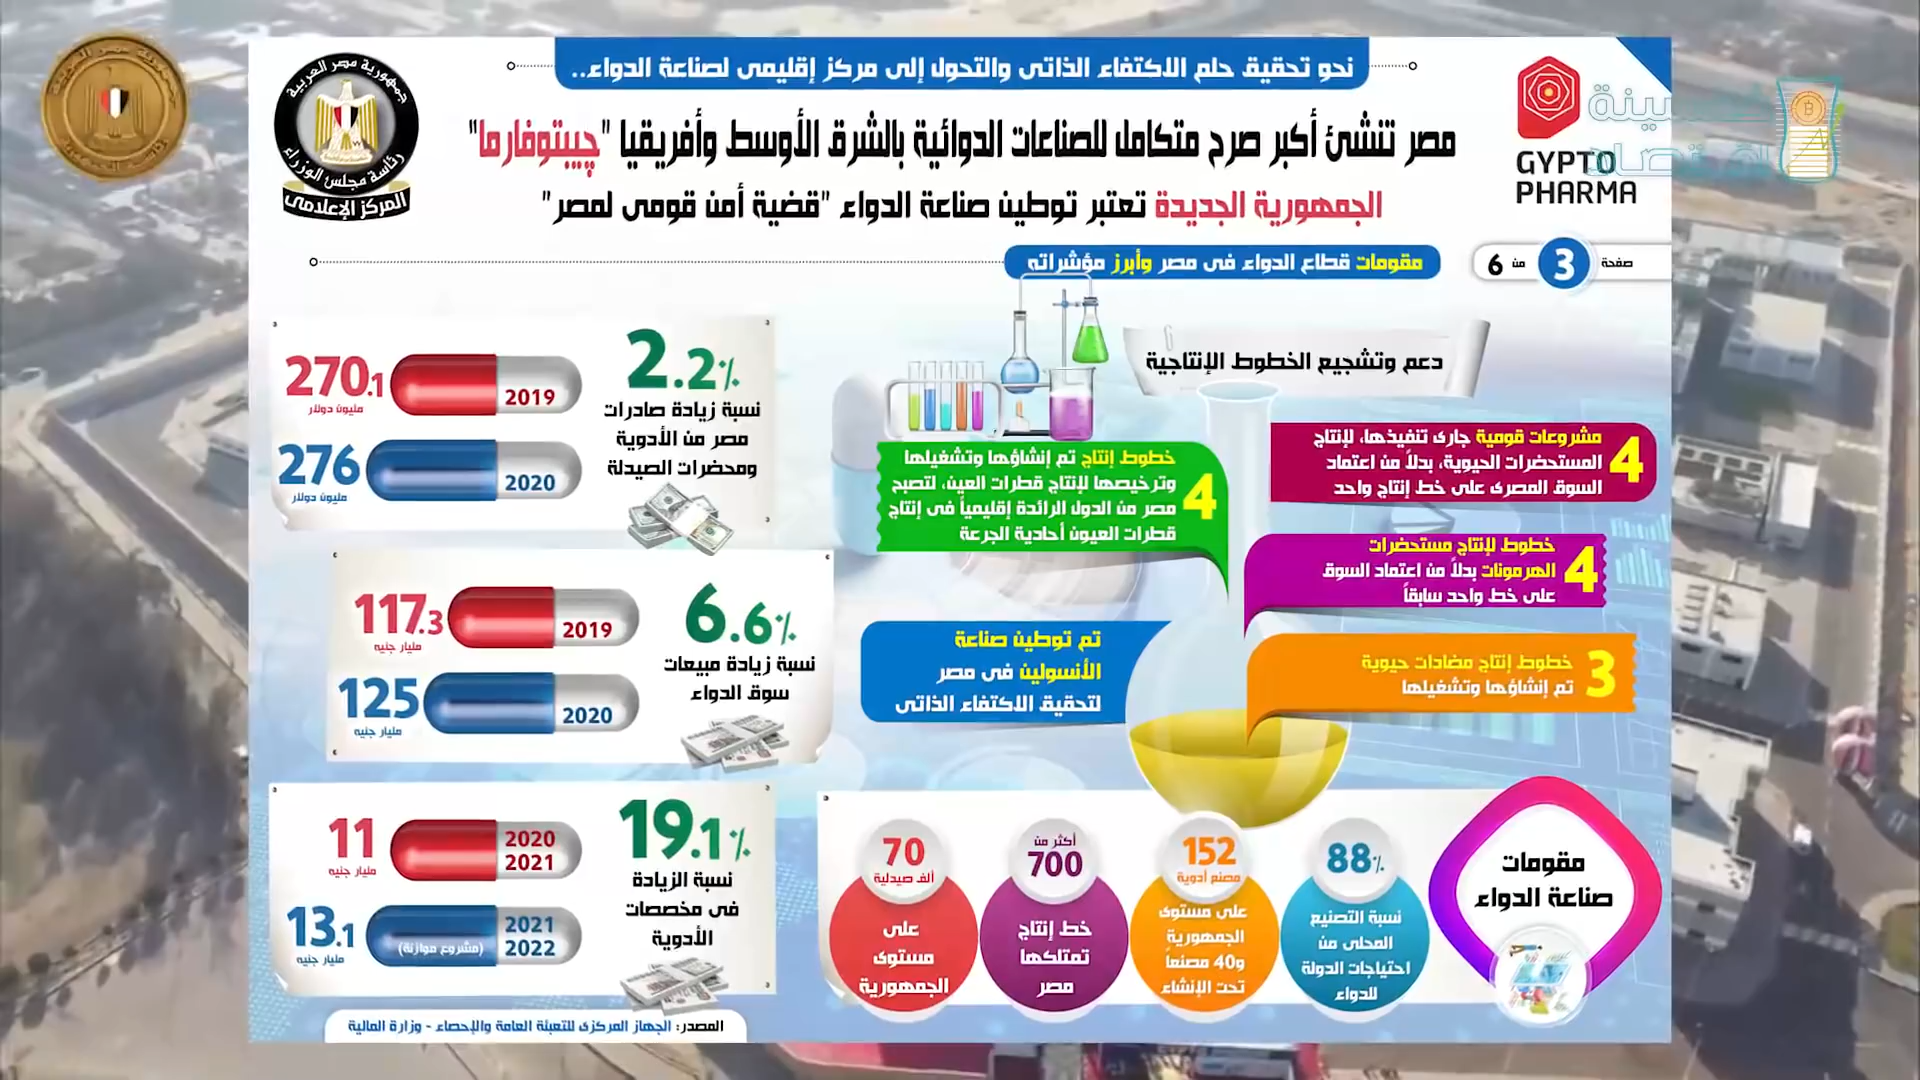 نحو تحقيق حلم الاكتفاء الذاتى والتحول إلى مركز إقليمى لصناعة الدواء..
مصر تنشئ أكبر صرح متكامل للصناعات الدوائية بالشرق الأوسط وأفريقيا "چيبتوفارما"
الجمهورية الجديدة تعتبر توطين صناعة الدواء "قضية أمن قومى لمصر"
GYPTO
PHARMA
جمهورية مصر العربية
رئاسة مجلس الوزراء
المركز الإعلامى
صفحة 3 من 6
مقومات قطاع الدواء فى مصر وأبرز مؤشراته
دعم وتشجيع الخطوط الإنتاجية
4
مشروعات قومية جارى تنفيذها، لإنتاج
المستحضرات الحيوية، بدلاً من اعتماد
السوق المصرى على خط إنتاج واحد
4
خطوط إنتاج تم إنشاؤها وتشغيلها
وترخيصها لإنتاج قطرات العين، لتصبح
مصر من الدول الرائدة إقليمياً فى إنتاج
قطرات العيون أحادية الجرعة
4
خطوط لإنتاج مستحضرات
الهرمونات بدلاً من اعتماد السوق
على خط واحد سابقاً
3
خطوط إنتاج مضادات حيوية
تم إنشاؤها وتشغيلها
تم توطين صناعة
الأنسولين فى مصر
لتحقيق الاكتفاء الذاتى
مقومات
صناعة الدواء
88٪
نسبة التصنيع
المحلى من
احتياجات الدولة
للدواء
152
مصنع أدوية
على مستوى
الجمهورية
و40 مصنعاً
تحت الإنشاء
أكثر من
700
خط إنتاج
تمتلكها
مصر
70
ألف صيدلية
على
مستوى
الجمهورية
2.2٪
نسبة زيادة صادرات
مصر من الأدوية
ومحضرات الصيدلة
2019
270.1
مليون دولار
2020
276
مليون دولار
6.6٪
نسبة زيادة مبيعات
سوق الدواء
2019
117.3
مليار جنيه
2020
125
مليار جنيه
19.1٪
نسبة الزيادة
فى مخصصات
الأدوية
2020
2021
11
مليار جنيه
2021
2022
(مشروع موازنة)
13.1
مليار جنيه
المصدر: الجهاز المركزى للتعبئة العامة والإحصاء - وزارة المالية